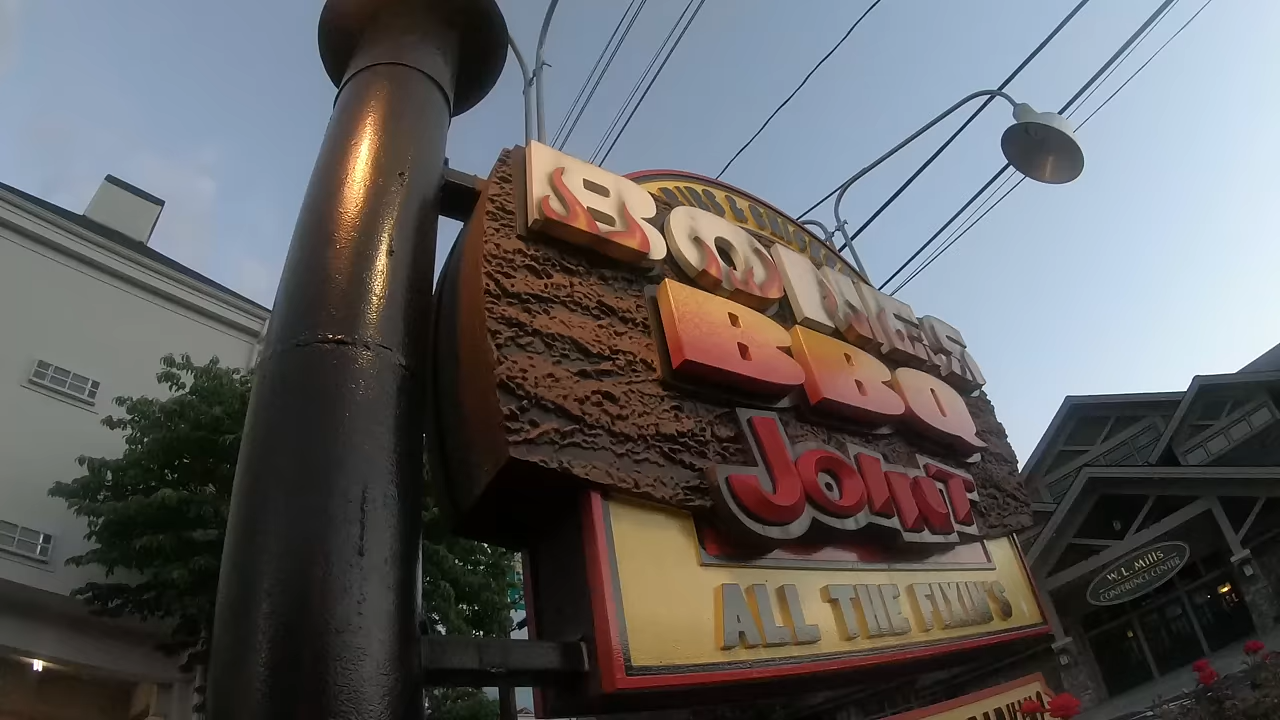 BONES
BBQ
JOINT
ALL THE FIXIN'S
W.L. Mills
CONFERENCE CENTER